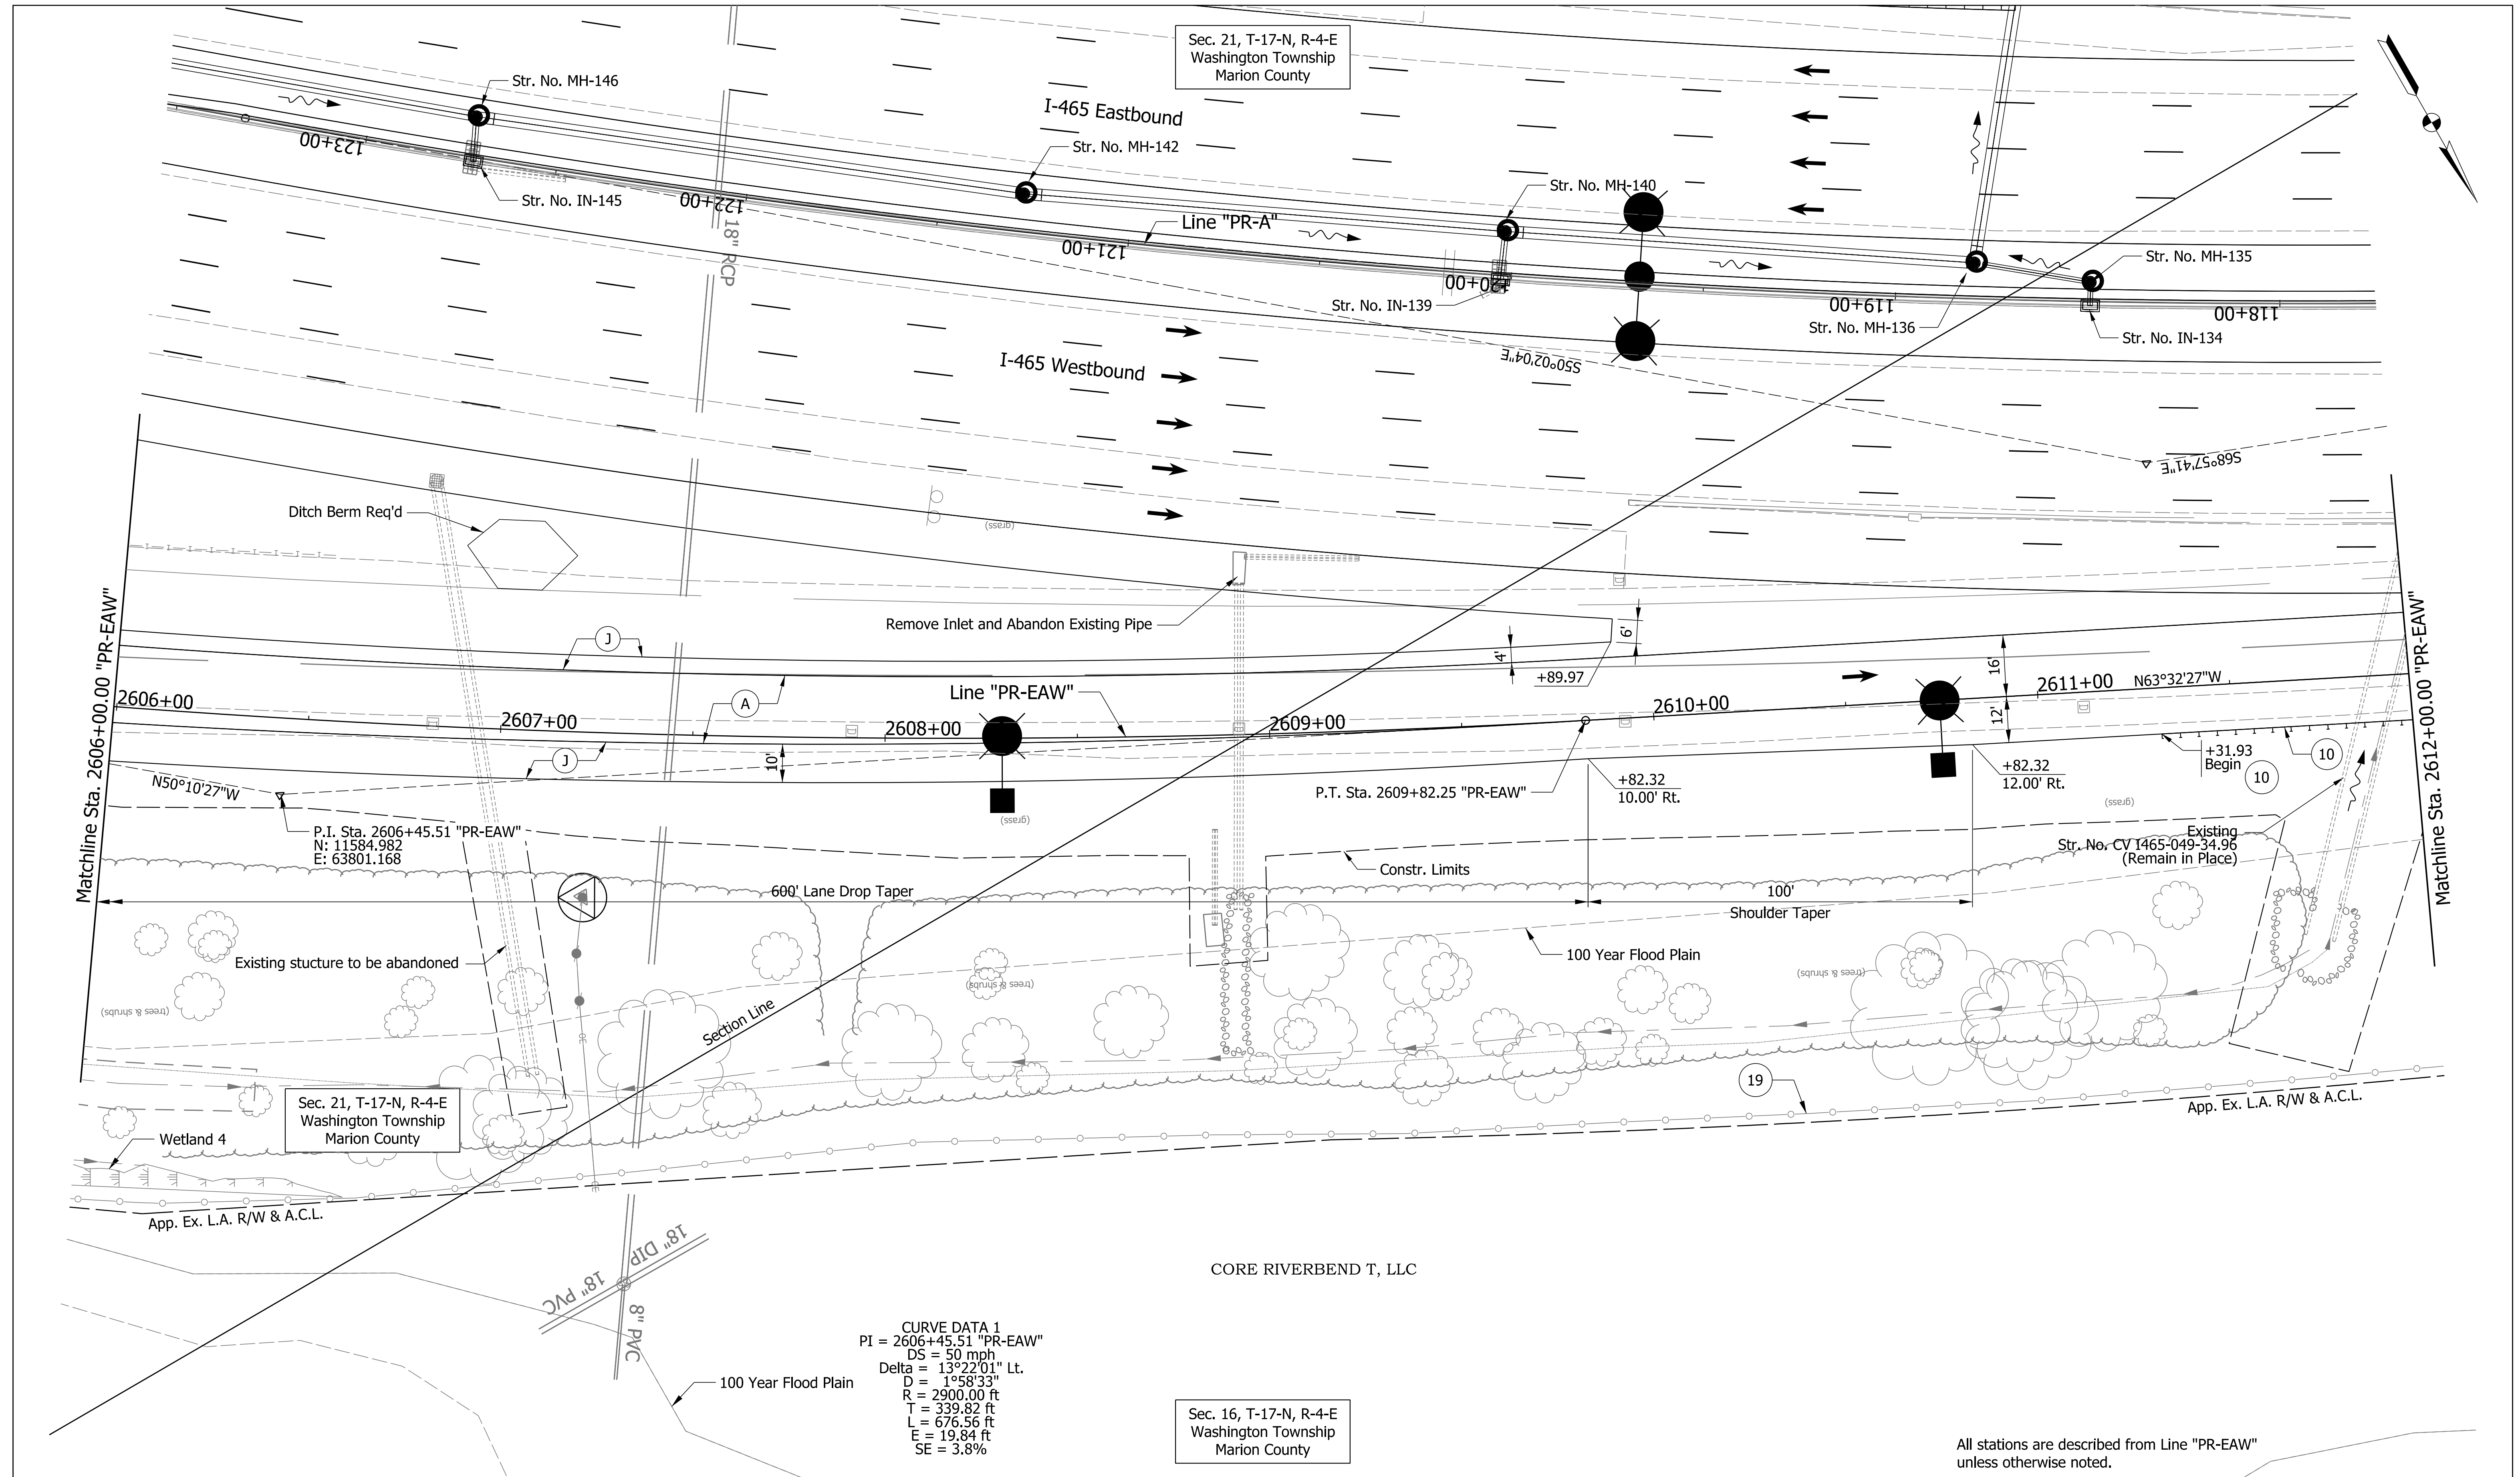 Sec. 21, T-17-N, R-4-E
Washington Township
Marion County
Str. No. MH-146
I-465 Eastbound
Str. No. MH-142
123+00
Str. No. IN-145
122+00
18" RCP
Line "PR-A"
121+00
Str. No. MH-140
120+00
Str. No. IN-139
Str. No. MH-135
119+00
Str. No. MH-136
118+00
Str. No. IN-134
I-465 Westbound
S50°02'04"E
S68°57'41"E
Ditch Berm Req'd
(grass)
Remove Inlet and Abandon Existing Pipe
Matchline Sta. 2606+00.00 "PR-EAW"
Matchline Sta. 2612+00.00 "PR-EAW"
J
A
J
6'
4'
+89.97
16'
12'
10'
2606+00
2607+00
2608+00
Line "PR-EAW"
2609+00
2610+00
2611+00
N63°32'27"W
N50°10'27"W
P.I. Sta. 2606+45.51 "PR-EAW"
N: 11584.982
E: 63801.168
(grass)
P.T. Sta. 2609+82.25 "PR-EAW"
+82.32
10.00' Rt.
+82.32
12.00' Rt.
+31.93
Begin
10
10
(grass)
Existing
Str. No. CV I465-049-34.96
(Remain in Place)
Constr. Limits
600' Lane Drop Taper
100'
Shoulder Taper
Existing stucture to be abandoned
100 Year Flood Plain
(trees & shrubs)
(trees & shrubs)
(trees & shrubs)
Section Line
19
Sec. 21, T-17-N, R-4-E
Washington Township
Marion County
Wetland 4
App. Ex. L.A. R/W & A.C.L.
App. Ex. L.A. R/W & A.C.L.
18" DIP
18" PVC
8" PVC
CORE RIVERBEND T, LLC
100 Year Flood Plain
CURVE DATA 1
PI = 2606+45.51 "PR-EAW"
DS = 50 mph
Delta = 13°22'01" Lt.
D = 1°58'33"
R = 2900.00 ft
T = 339.82 ft
L = 676.56 ft
E = 19.84 ft
SE = 3.8%
Sec. 16, T-17-N, R-4-E
Washington Township
Marion County
All stations are described from Line "PR-EAW"
unless otherwise noted.